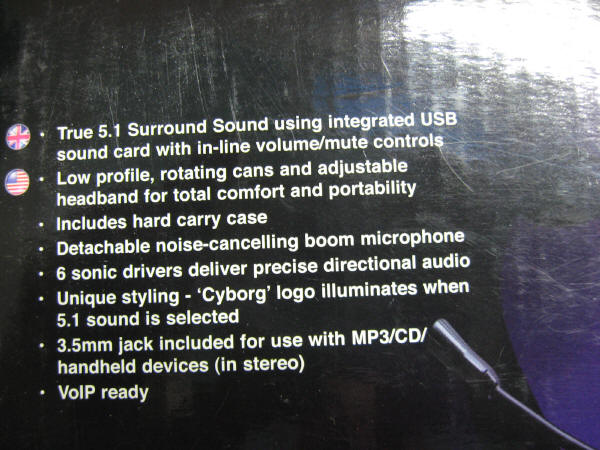 • True 5.1 Surround Sound using integrated USB
sound card with in-line volume/mute controls
• Low profile, rotating cans and adjustable
headband for total comfort and portability
• Includes hard carry case
• Detachable noise-cancelling boom microphone
• 6 sonic drivers deliver precise directional audio
• Unique styling - ‘Cyborg’ logo illuminates when
5.1 sound is selected
• 3.5mm jack included for use with MP3/CD/
handheld devices (in stereo)
• VoIP ready